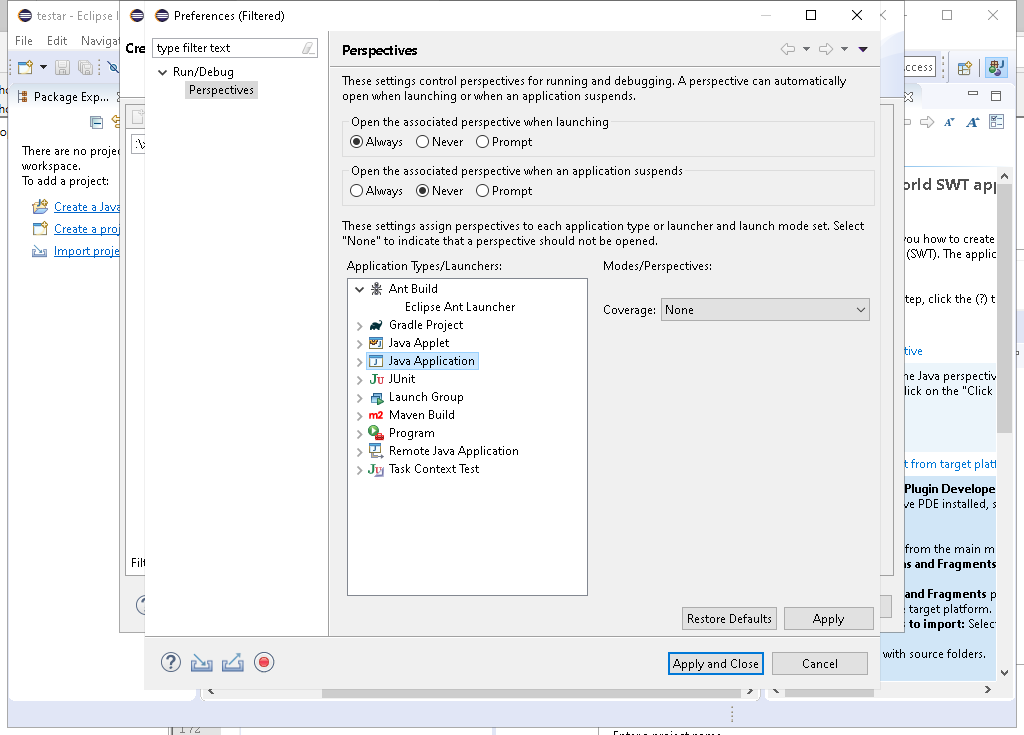 testar - Eclipse I
Preferences (Filtered)
File Edit Naviga
Cre
type filter text
Run/Debug
Perspectives
Perspectives
ccess
Package Exp...
These settings control perspectives for running and debugging. A perspective can automatically
open when launching or when an application suspends.
Open the associated perspective when launching
Always Never Prompt
There are no projec
workspace.
To add a project:
Create a Java
Create a proj
Import proje
Open the associated perspective when an application suspends
Always Never Prompt
These settings assign perspectives to each application type or launcher and launch mode set. Select
"None" to indicate that a perspective should not be opened.
Application Types/Launchers:
Modes/Perspectives:
Ant Build
Eclipse Ant Launcher
Gradle Project
Java Applet
Java Application
JUnit
Launch Group
Maven Build
Program
Remote Java Application
Task Context Test
Coverage: None
orld SWT app
you how to create
(SWT). The applic
tep, click the (?) t
tive
he Java perspectiv
lick on the "Click
t from target platf
Plugin Develope
ve PDE installed, s
from the main m
ns and Fragments
and Fragments p
e target platform.
s to import: Selec
with source folders.
Filt
Restore Defaults Apply
Apply and Close Cancel
172
Enter a project name